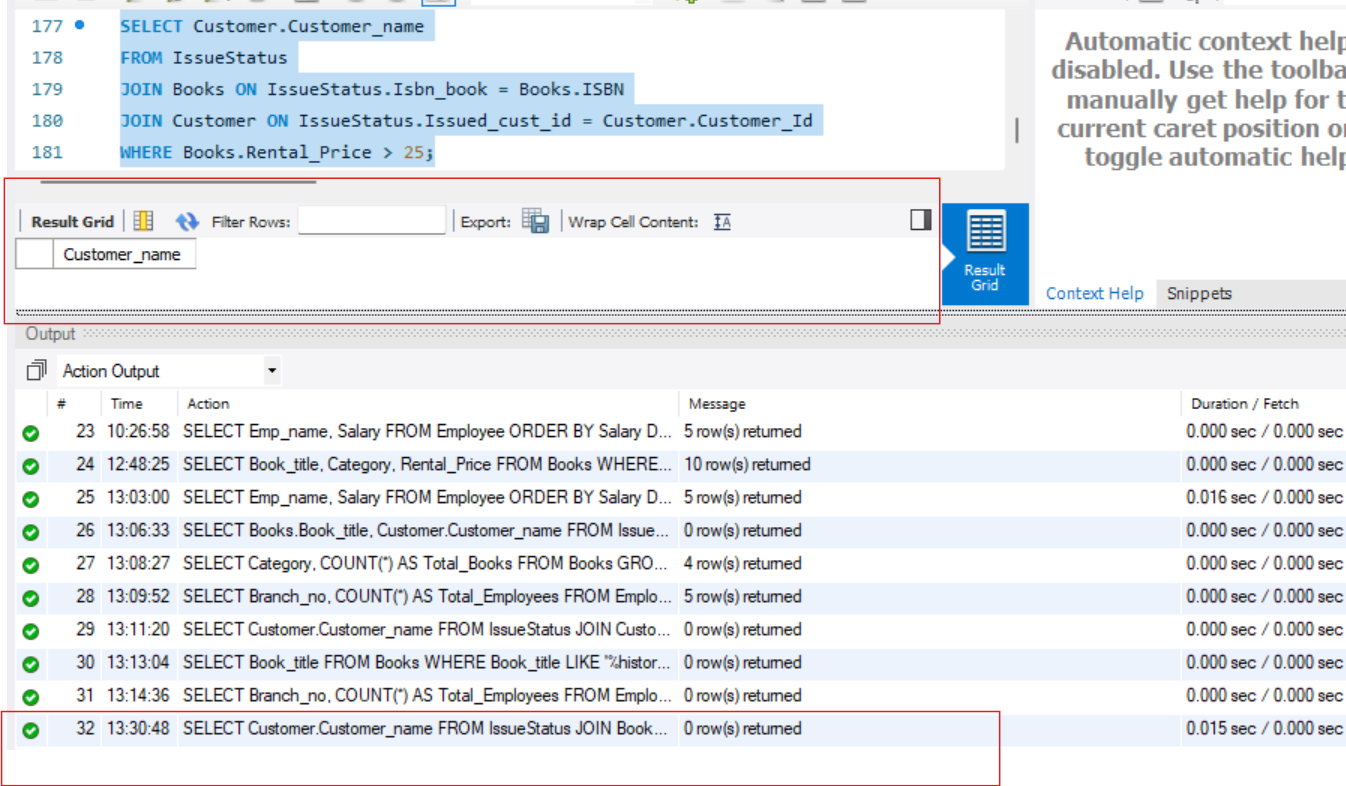 177 SELECT Customer.Customer_name
178 FROM IssueStatus
179 JOIN Books ON IssueStatus.Isbn_book = Books.ISBN
180 JOIN Customer ON IssueStatus.Issued_cust_id = Customer.Customer_Id
181 WHERE Books.Rental_Price > 25;
Automatic context help
disabled. Use the toolba
manually get help for t
current caret position o
toggle automatic help
Result Grid Filter Rows: Export: Wrap Cell Content:
Customer_name
Result
Grid
Context Help Snippets
Output
Action Output
# Time Action Message Duration / Fetch
23 10:26:58 SELECT Emp_name, Salary FROM Employee ORDER BY Salary D... 5 row(s) returned 0.000 sec / 0.000 sec
24 12:48:25 SELECT Book_title, Category, Rental_Price FROM Books WHERE... 10 row(s) returned 0.000 sec / 0.000 sec
25 13:03:00 SELECT Emp_name, Salary FROM Employee ORDER BY Salary D... 5 row(s) returned 0.016 sec / 0.000 sec
26 13:06:33 SELECT Books.Book_title, Customer.Customer_name FROM Issue... 0 row(s) returned 0.000 sec / 0.000 sec
27 13:08:27 SELECT Category, COUNT(*) AS Total_Books FROM Books GRO... 4 row(s) returned 0.000 sec / 0.000 sec
28 13:09:52 SELECT Branch_no, COUNT(*) AS Total_Employees FROM Emplo... 5 row(s) returned 0.000 sec / 0.000 sec
29 13:11:20 SELECT Customer.Customer_name FROM IssueStatus JOIN Custo... 0 row(s) returned 0.000 sec / 0.000 sec
30 13:13:04 SELECT Book_title FROM Books WHERE Book_title LIKE "%histor... 0 row(s) returned 0.000 sec / 0.000 sec
31 13:14:36 SELECT Branch_no, COUNT(*) AS Total_Employees FROM Emplo... 0 row(s) returned 0.000 sec / 0.000 sec
32 13:30:48 SELECT Customer.Customer_name FROM IssueStatus JOIN Book... 0 row(s) returned 0.015 sec / 0.000 sec